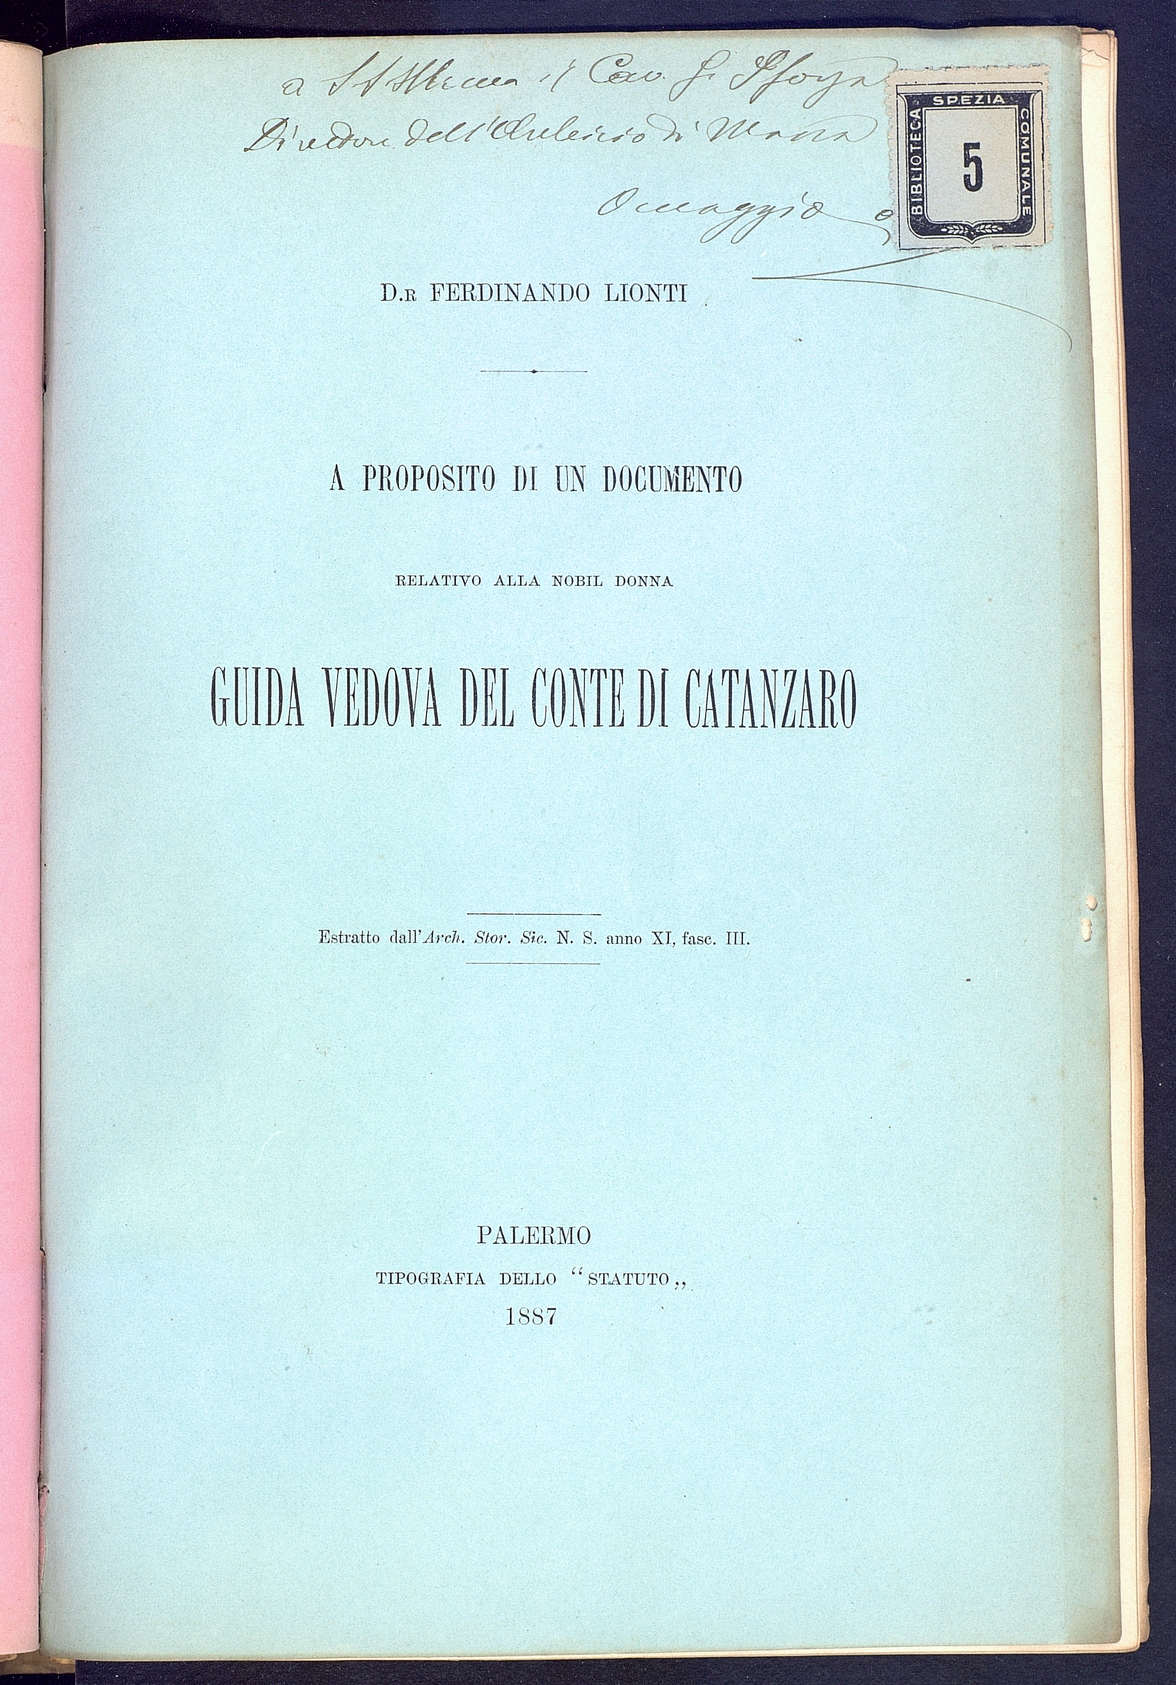 a S. S. Illma il Cav. G. Sforza
Direttore dell'Archivio di Massa
Omaggio
BIBLIOTECA SPEZIA COMUNALE
5
D.R FERDINANDO LIONTI
A PROPOSITO DI UN DOCUMENTO
RELATIVO ALLA NOBIL DONNA
GUIDA VEDOVA DEL CONTE DI CATANZARO
Estratto dall'Arch. Stor. Sic. N. S. anno XI, fasc. III.
PALERMO
TIPOGRAFIA DELLO “STATUTO„
1887